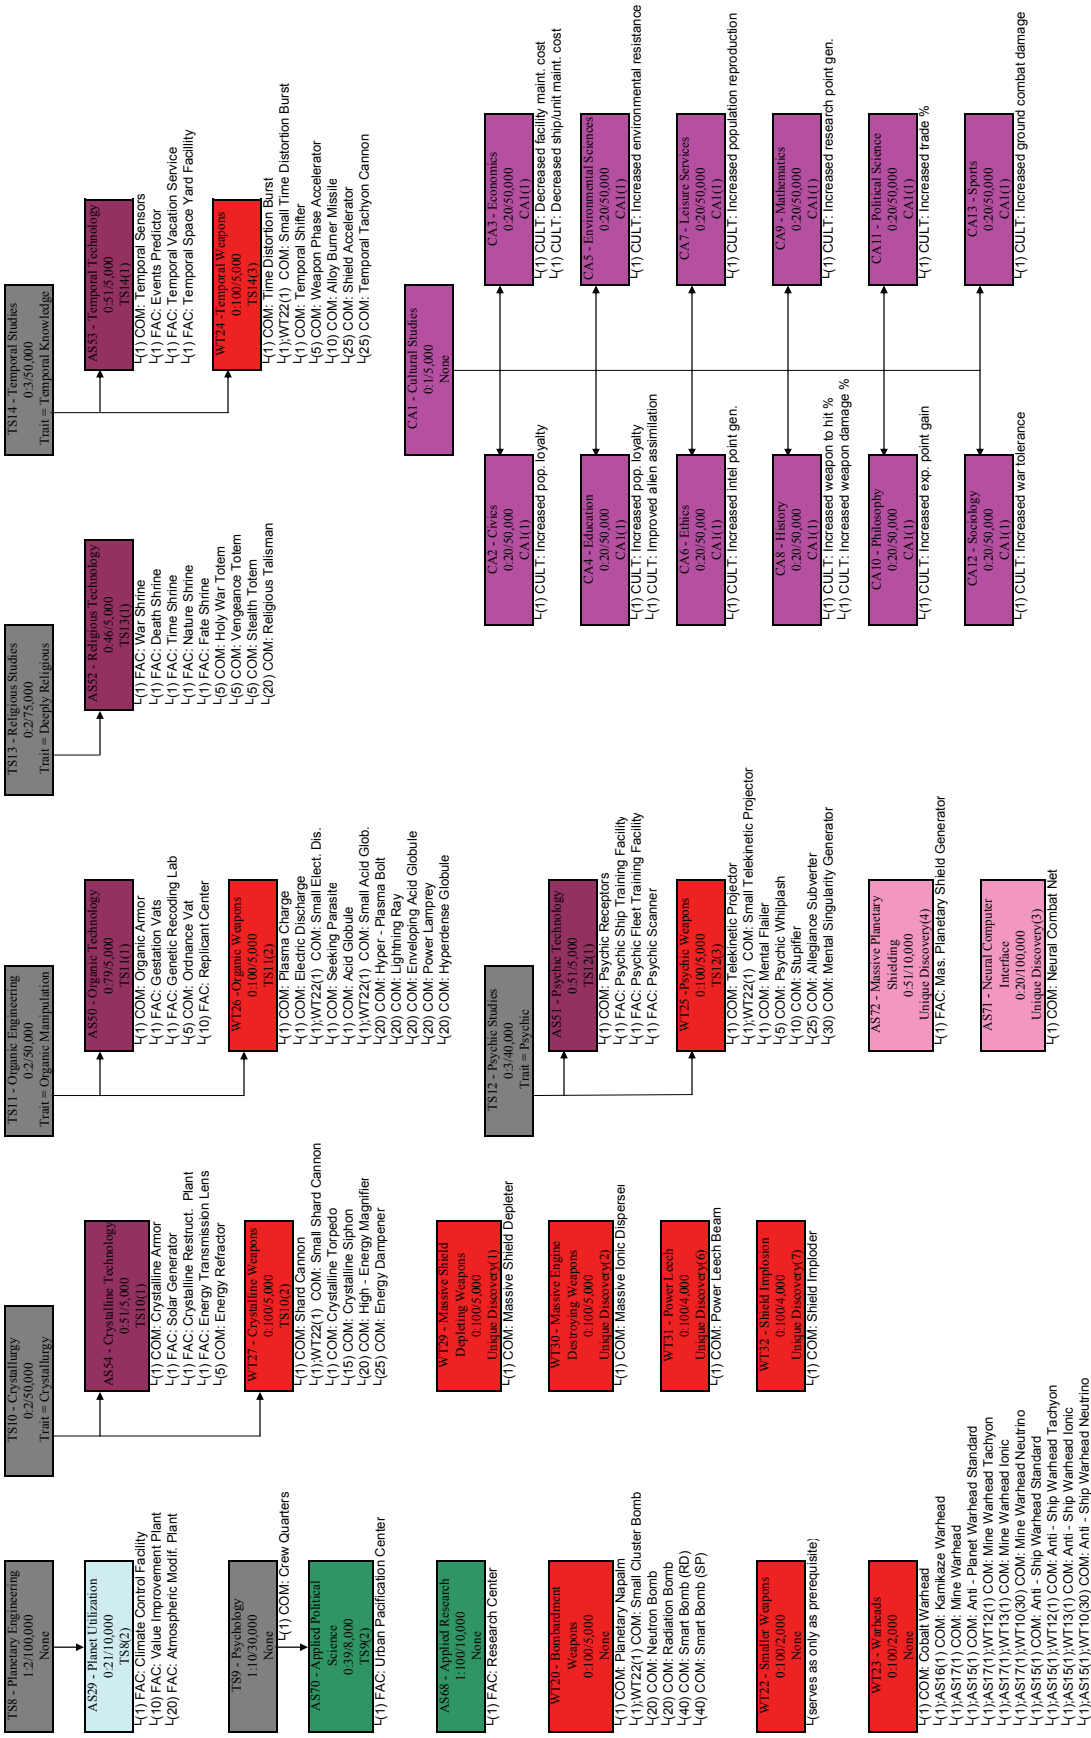 TS8 - Planetary Engineering
1:2/100,000
None
AS29 - Planet Utilization
0:21/10,000
TS8(2)
└(1) FAC: Climate Control Facility
└(10) FAC: Value Improvement Plant
└(20) FAC: Atmospheric Modif. Plant
TS9 - Psychology
1:10/30,000
None
└(1) COM: Crew Quarters
AS70 - Applied Political
Science
0:39/8,000
TS9(2)
└(1) FAC: Urban Pacification Center
AS68 - Applied Research
1:100/10,000
None
└(1) FAC: Research Center
WT20 - Bombardment
Weapons
0:100/5,000
None
└(1) COM: Planetary Napalm
└(1);WT22(1) COM: Small Cluster Bomb
└(20) COM: Neutron Bomb
└(20) COM: Radiation Bomb
└(40) COM: Smart Bomb (RD)
└(40) COM: Smart Bomb (SP)
WT22 - Smaller Weapons
0:100/2,000
None
└(serves as only as prerequisite)
WT23 - Warheads
0:100/2,000
None
└(1) COM: Cobalt Warhead
└(1);AS16(1) COM: Kamikaze Warhead
└(1);AS17(1) COM: Mine Warhead
└(1);AS15(1) COM: Anti - Planet Warhead Standard
└(1);AS17(1);WT12(1) COM: Mine Warhead Tachyon
└(1);AS17(1);WT13(1) COM: Mine Warhead Ionic
└(1);AS17(1);WT10(30) COM: Mine Warhead Neutrino
└(1);AS15(1) COM: Anti - Ship Warhead Standard
└(1);AS15(1);WT12(1) COM: Anti - Ship Warhead Tachyon
└(1);AS15(1);WT13(1) COM: Anti - Ship Warhead Ionic
└(1);AS15(1);WT10(30) COM: Anti - Ship Warhead Neutrino
TS10 - Crystallurgy
0:2/50,000
Trait = Crystallurgy
AS54 - Crystalline Technology
0:51/5,000
TS10(1)
└(1) COM: Crystalline Armor
└(1) FAC: Solar Generator
└(1) FAC: Crystalline Restruct. Plant
└(1) FAC: Energy Transmission Lens
└(5) COM: Energy Refractor
WT27 - Crystalline Weapons
0:100/5,000
TS10(2)
└(1) COM: Shard Cannon
└(1);WT22(1) COM: Small Shard Cannon
└(1) COM: Crystalline Torpedo
└(15) COM: Crystalline Siphon
└(20) COM: High - Energy Magnifier
└(25) COM: Energy Dampener
WT29 - Massive Shield
Depleting Weapons
0:100/5,000
Unique Discovery(1)
└(1) COM: Massive Shield Depleter
WT30 - Massive Engine
Destroying Weapons
0:100/5,000
Unique Discovery(2)
└(1) COM: Massive Ionic Disperser
WT31 - Power Leech
0:100/4,000
Unique Discovery(6)
└(1) COM: Power Leech Beam
WT32 - Shield Implosion
0:100/4,000
Unique Discovery(7)
└(1) COM: Shield Imploder
TS11 - Organic Engineering
0:2/50,000
Trait = Organic Manipulation
AS50 - Organic Technology
0:79/5,000
TS11(1)
└(1) COM: Organic Armor
└(1) FAC: Gestation Vats
└(1) FAC: Genetic Recoding Lab
└(5) COM: Ordnance Vat
└(10) FAC: Replicant Center
WT26 - Organic Weapons
0:100/5,000
TS11(2)
└(1) COM: Plasma Charge
└(1) COM: Electric Discharge
└(1);WT22(1) COM: Small Elect. Dis.
└(1) COM: Seeking Parasite
└(1) COM: Acid Globule
└(1);WT22(1) COM: Small Acid Glob.
└(20) COM: Hyper - Plasma Bolt
└(20) COM: Lightning Ray
└(20) COM: Enveloping Acid Globule
└(20) COM: Power Lamprey
└(20) COM: Hyperdense Globule
TS12 - Psychic Studies
0:3/40,000
Trait = Psychic
AS51 - Psychic Technology
0:51/5,000
TS12(1)
└(1) COM: Psychic Receptors
└(1) FAC: Psychic Ship Training Facility
└(1) FAC: Psychic Fleet Training Facility
└(1) FAC: Psychic Scanner
WT25 - Psychic Weapons
0:100/5,000
TS12(3)
└(1) COM: Telekinetic Projector
└(1);WT22(1) COM: Small Telekinetic Projector
└(1) COM: Mental Flailer
└(5) COM: Psychic Whiplash
└(10) COM: Stupifier
└(25) COM: Allegiance Subverter
└(30) COM: Mental Singularity Generator
AS72 - Massive Planetary
Shielding
0:51/10,000
Unique Discovery(4)
└(1) FAC: Mas. Planetary Shield Generator
AS71 - Neural Computer
Interface
0:20/100,000
Unique Discovery(3)
└(1) COM: Neural Combat Net
TS13 - Religious Studies
0:2/75,000
Trait = Deeply Religious
AS52 - Religious Technology
0:46/5,000
TS13(1)
└(1) FAC: War Shrine
└(1) FAC: Death Shrine
└(1) FAC: Time Shrine
└(1) FAC: Nature Shrine
└(1) FAC: Fate Shrine
└(5) COM: Holy War Totem
└(5) COM: Vengeance Totem
└(5) COM: Stealth Totem
└(20) COM: Religious Talisman
TS14 - Temporal Studies
0:3/50,000
Trait = Temporal Knowledge
AS53 - Temporal Technology
0:51/5,000
TS14(1)
└(1) COM: Temporal Sensors
└(1) FAC: Events Predictor
└(1) FAC: Temporal Vacation Service
└(1) FAC: Temporal Space Yard Facillity
WT24 -Temporal Weapons
0:100/5,000
TS14(3)
└(1) COM: Time Distortion Burst
└(1);WT22(1) COM: Small Time Distortion Burst
└(1) COM: Temporal Shifter
└(5) COM: Weapon Phase Accelerator
└(10) COM: Alloy Burner Missile
└(25) COM: Shield Accelerator
└(25) COM: Temporal Tachyon Cannon
CA1 - Cultural Studies
0:1/5,000
None
CA2 - Civics
0:20/50,000
CA1(1)
└(1) CULT: Increased pop. loyalty
CA3 - Economics
0:20/50,000
CA1(1)
└(1) CULT: Decreased facility maint. cost
└(1) CULT: Decreased ship/unit maint. cost
CA4 - Education
0:20/50,000
CA1(1)
└(1) CULT: Increased pop. loyalty
└(1) CULT: Improved alien assimilation
CA5 - Environmental Sciences
0:20/50,000
CA1(1)
└(1) CULT: Increased environmental resistance
CA6 - Ethics
0:20/50,000
CA1(1)
└(1) CULT: Increased intel point gen.
CA7 - Leisure Services
0:20/50,000
CA1(1)
└(1) CULT: Increased population reproduction
CA8 - History
0:20/50,000
CA1(1)
└(1) CULT: Increased weapon to hit %
└(1) CULT: Increased weapon damage %
CA9 - Mathematics
0:20/50,000
CA1(1)
└(1) CULT: Increased research point gen.
CA10 - Philosophy
0:20/50,000
CA1(1)
└(1) CULT: Increased exp. point gain
CA11 - Political Science
0:20/50,000
CA1(1)
└(1) CULT: Increased trade %
CA12 - Sociology
0:20/50,000
CA1(1)
└(1) CULT: Increased war tolerance
CA13 - Sports
0:20/50,000
CA1(1)
└(1) CULT: Increased ground combat damage